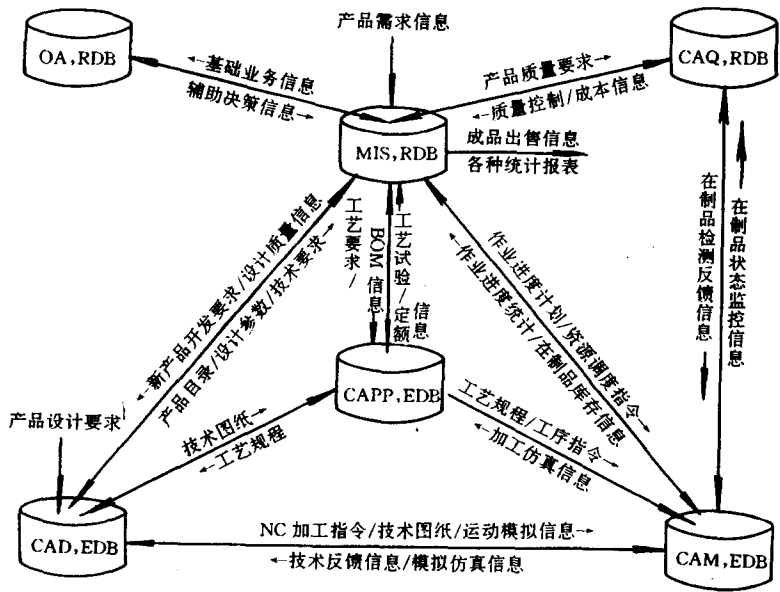 产品需求信息
OA,RDB
CAQ,RDB
←基础业务信息
辅助决策信息→
产品质量要求→
←质量控制/成本信息
MIS,RDB
成品出售信息
各种统计报表
←新产品开发要求/设计质量信息
产品目录/设计参数/技术要求→
工艺要求/
BOM 信息
工艺试验/定额
信息
作业进度计划/资源调度指令→
←作业进度统计/在制品库存信息
在制品检测反馈信息
在制品状态监控信息
CAPP,EDB
产品设计要求
技术图纸→
←工艺规程
工艺规程/工序指令→
←加工仿真信息
CAD,EDB
NC 加工指令/技术图纸/运动模拟信息→
←技术反馈信息/模拟仿真信息
CAM,EDB